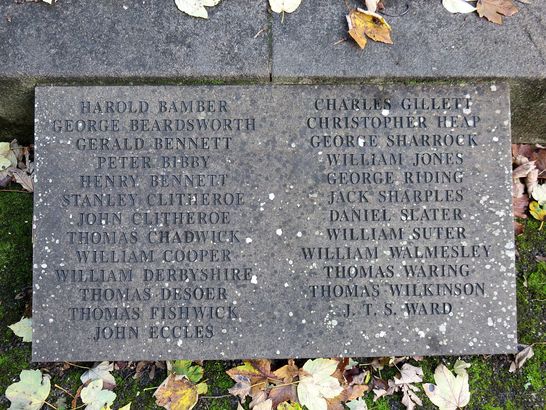 HAROLD BAMBER
GEORGE BEARDSWORTH
GERALD BENNETT
PETER BIBBY
HENRY BENNETT
STANLEY CLITHEROE
JOHN CLITHEROE
THOMAS CHADWICK
WILLIAM COOPER
WILLIAM DERBYSHIRE
THOMAS DESOER
THOMAS FISHWICK
JOHN ECCLES
CHARLES GILLETT
CHRISTOPHER HEAP
GEORGE SHARROCK
WILLIAM JONES
GEORGE RIDING
JACK SHARPLES
DANIEL SLATER
WILLIAM SUTER
WILLIAM WALMESLEY
THOMAS WARING
THOMAS WILKINSON
J. T. S. WARD